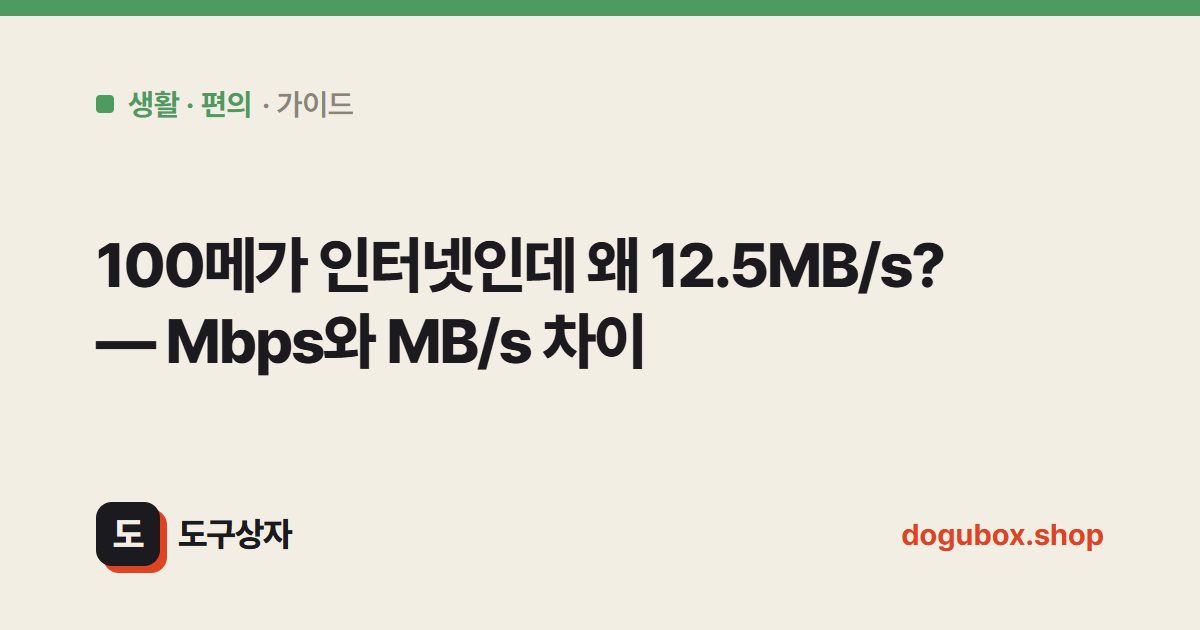 생활 · 편의 · 가이드
100메가 인터넷인데 왜 12.5MB/s?
— Mbps와 MB/s 차이
도 도구상자
dogubox.shop